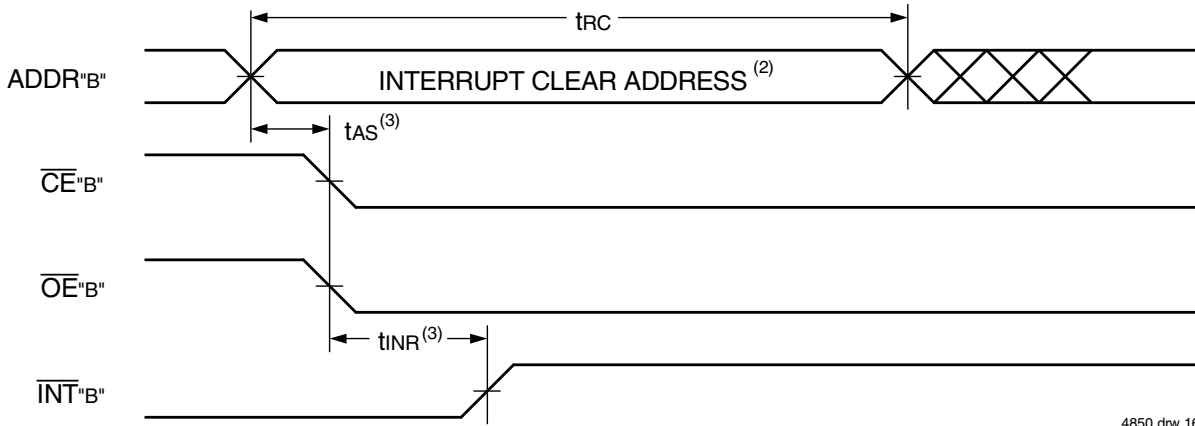 tRC
ADDR"B"
INTERRUPT CLEAR ADDRESS (2)
tAS(3)
CE"B"
OE"B"
tINR(3)
INT"B"
4850 drw 16